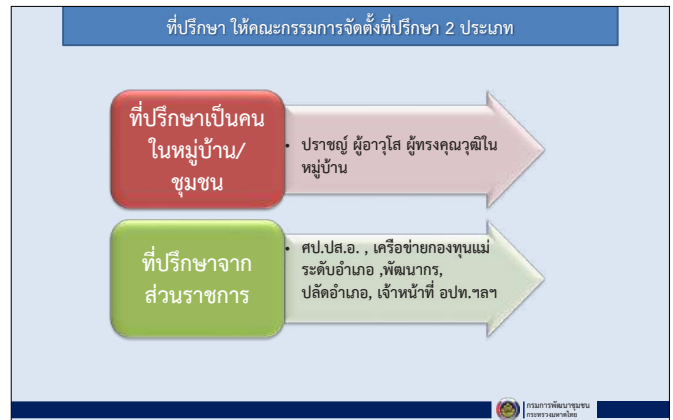 ที่ปรึกษา ให้คณะกรรมการจัดตั้งที่ปรึกษา 2 ประเภท
ที่ปรึกษาเป็นคน
ในหมู่บ้าน/
ชุมชน
• ปราชญ์ ผู้อาวุโส ผู้ทรงคุณวุฒิใน
หมู่บ้าน
ที่ปรึกษาจาก
ส่วนราชการ
• ศป.ปส.อ. , เครือข่ายกองทุนแม่
ระดับอำเภอ ,พัฒนากร,
ปลัดอำเภอ, เจ้าหน้าที่ อปท.ฯลฯ
กรมการพัฒนาชุมชน
กระทรวงมหาดไทย